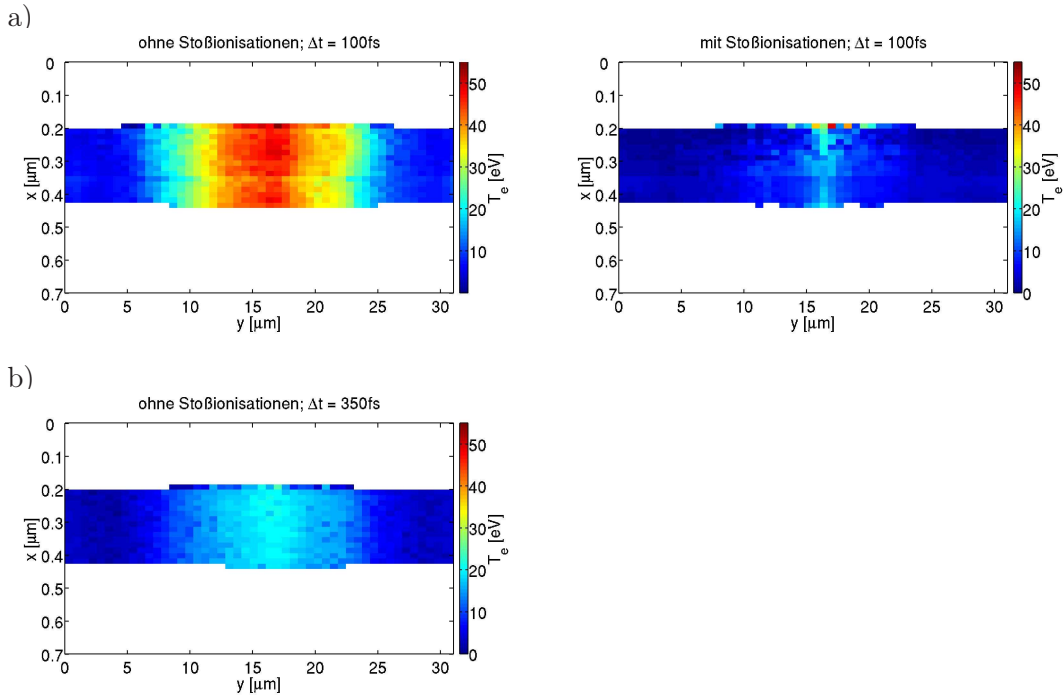 a)
ohne Stoßionisationen; Δt = 100fs
0
0.1
0.2
0.3
0.4
0.5
0.6
0.7
x [μm]
0 5 10 15 20 25 30
y [μm]
50
40
30
20
10
T_e [eV]
mit Stoßionisationen; Δt = 100fs
0
0.1
0.2
0.3
0.4
0.5
0.6
0.7
x [μm]
0 5 10 15 20 25 30
y [μm]
50
40
30
20
10
0
T_e [eV]
b)
ohne Stoßionisationen; Δt = 350fs
0
0.1
0.2
0.3
0.4
0.5
0.6
0.7
x [μm]
0 5 10 15 20 25 30
y [μm]
50
40
30
20
10
0
T_e [eV]